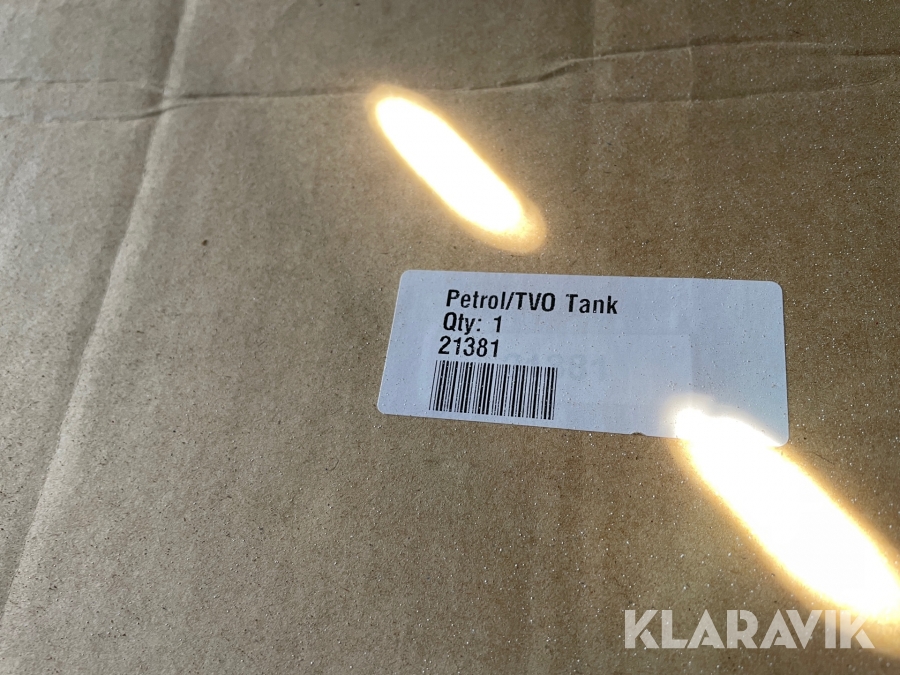 Petrol/TVO Tank
Qty: 1
21381
KLARAVIK